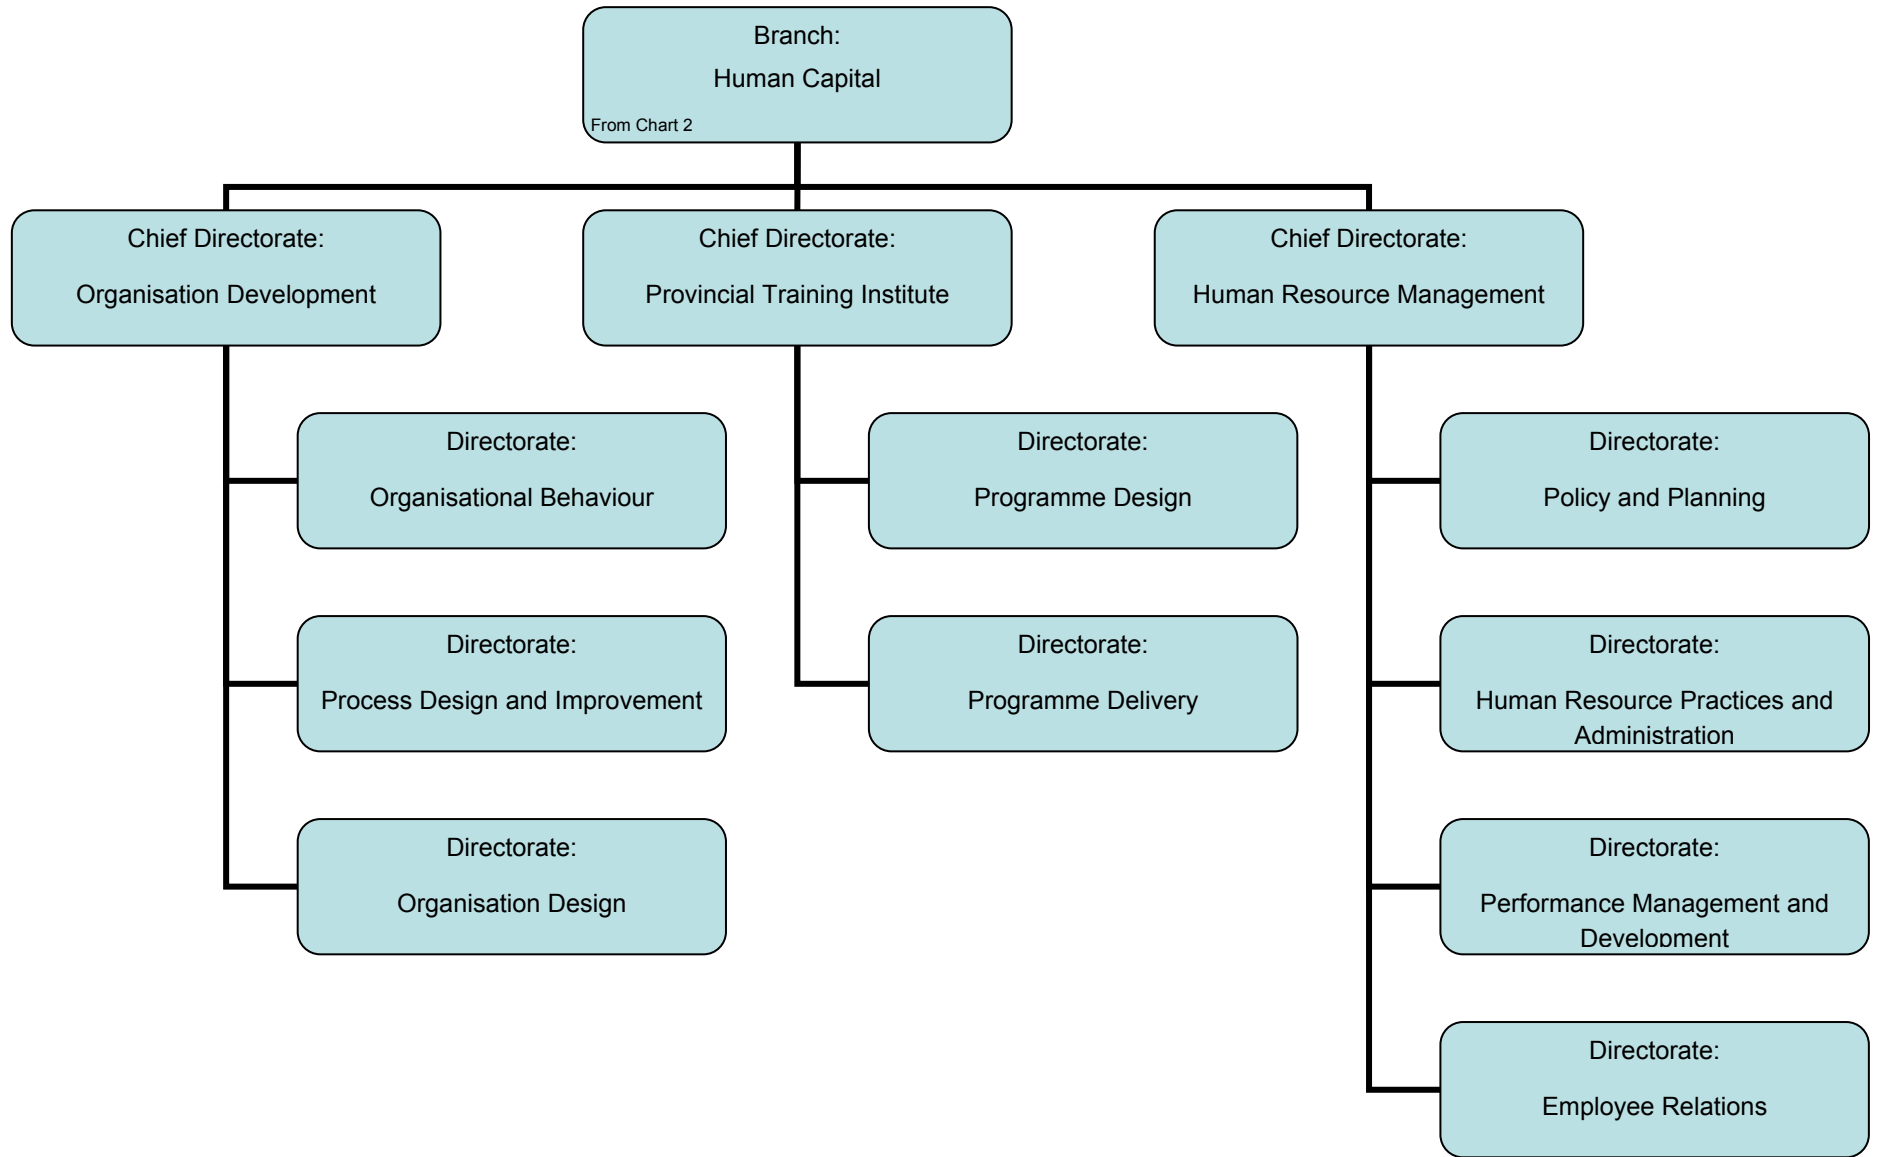 Branch:
Human Capital
From Chart 2
Chief Directorate:
Organisation Development
Chief Directorate:
Provincial Training Institute
Chief Directorate:
Human Resource Management
Directorate:
Organisational Behaviour
Directorate:
Programme Design
Directorate:
Policy and Planning
Directorate:
Process Design and Improvement
Directorate:
Programme Delivery
Directorate:
Human Resource Practices and
Administration
Directorate:
Organisation Design
Directorate:
Performance Management and
Development
Directorate:
Employee Relations